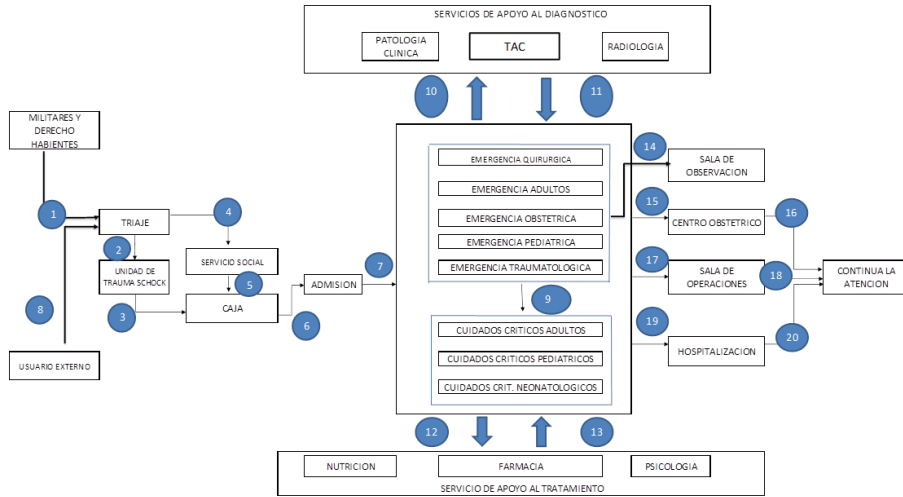 SERVICIOS DE APOYO AL DIAGNOSTICO
PATOLOGIA
CLINICA
TAC
RADIOLOGIA
10
11
MILITARES Y
DERECHO
HABIENTES
1
TRIAJE
4
2
UNIDAD DE
TRAUMA SCHOCK
3
SERVICIO SOCIAL
5
CAJA
6
ADMISION
7
8
USUARIO EXTERNO
EMERGENCIA QUIRURGICA
EMERGENCIA ADULTOS
EMERGENCIA OBSTETRICA
EMERGENCIA PEDIATRICA
EMERGENCIA TRAUMATOLOGICA
9
CUIDADOS CRITICOS ADULTOS
CUIDADOS CRITICOS PEDIATRICOS
CUIDADOS CRIT. NEONATOLOGICOS
14
SALA DE
OBSERVACION
15
CENTRO OBSTETRICO
16
17
SALA DE
OPERACIONES
18
CONTINUA LA
ATENCION
19
HOSPITALIZACION
20
12
13
NUTRICION
FARMACIA
PSICOLOGIA
SERVICIO DE APOYO AL TRATAMIENTO